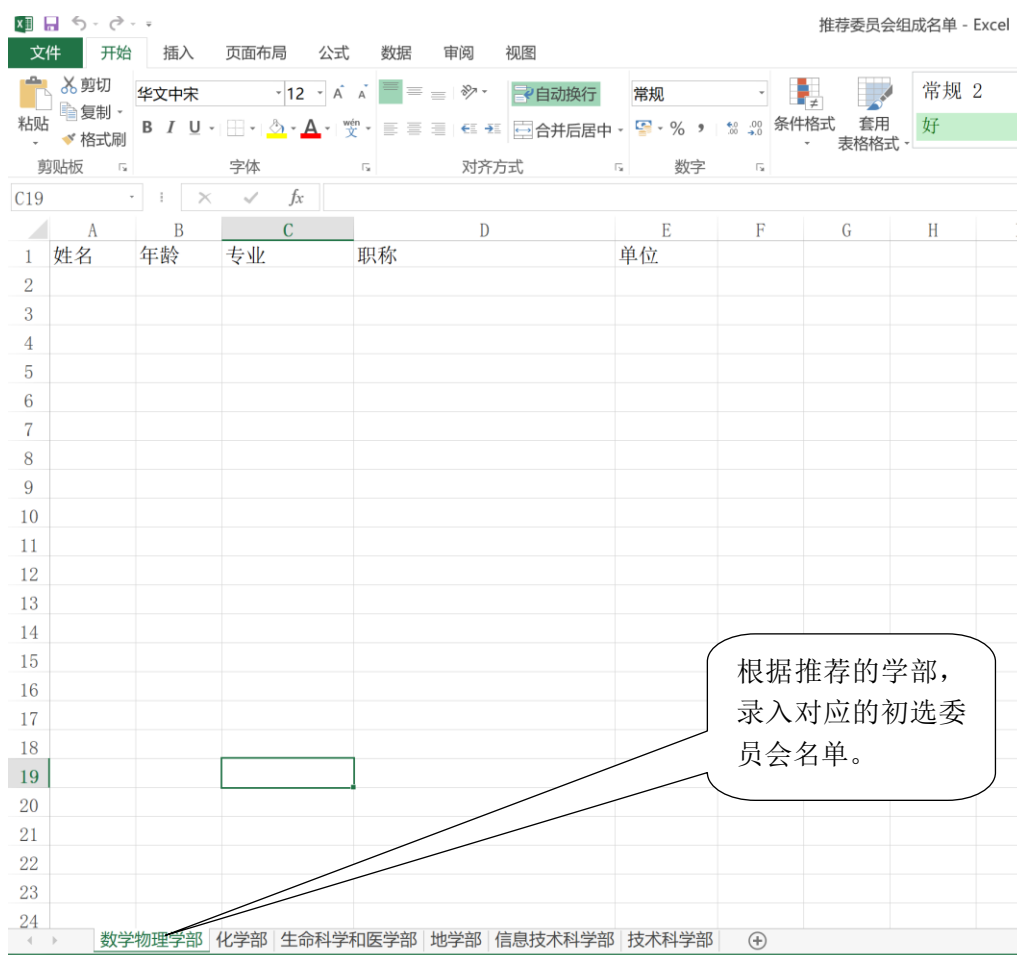 推荐委员会组成名单 - Excel
文件 开始 插入 页面布局 公式 数据 审阅 视图
剪切
复制
格式刷
粘贴
剪贴板
华文中宋 12 A A
B I U A wén 文
字体
自动换行
合并后居中
对齐方式
常规
% , .0 .00 .00 .0
数字
条件格式
套用
表格格式
常规 2
好
C19 fx
A B C D E F G H
1 姓名 年龄 专业 职称 单位
2
3
4
5
6
7
8
9
10
11
12
13
14
15
16
17
18
19
20
21
22
23
24
根据推荐的学部，
录入对应的初选委
员会名单。
数学物理学部 化学部 生命科学和医学部 地学部 信息技术科学部 技术科学部